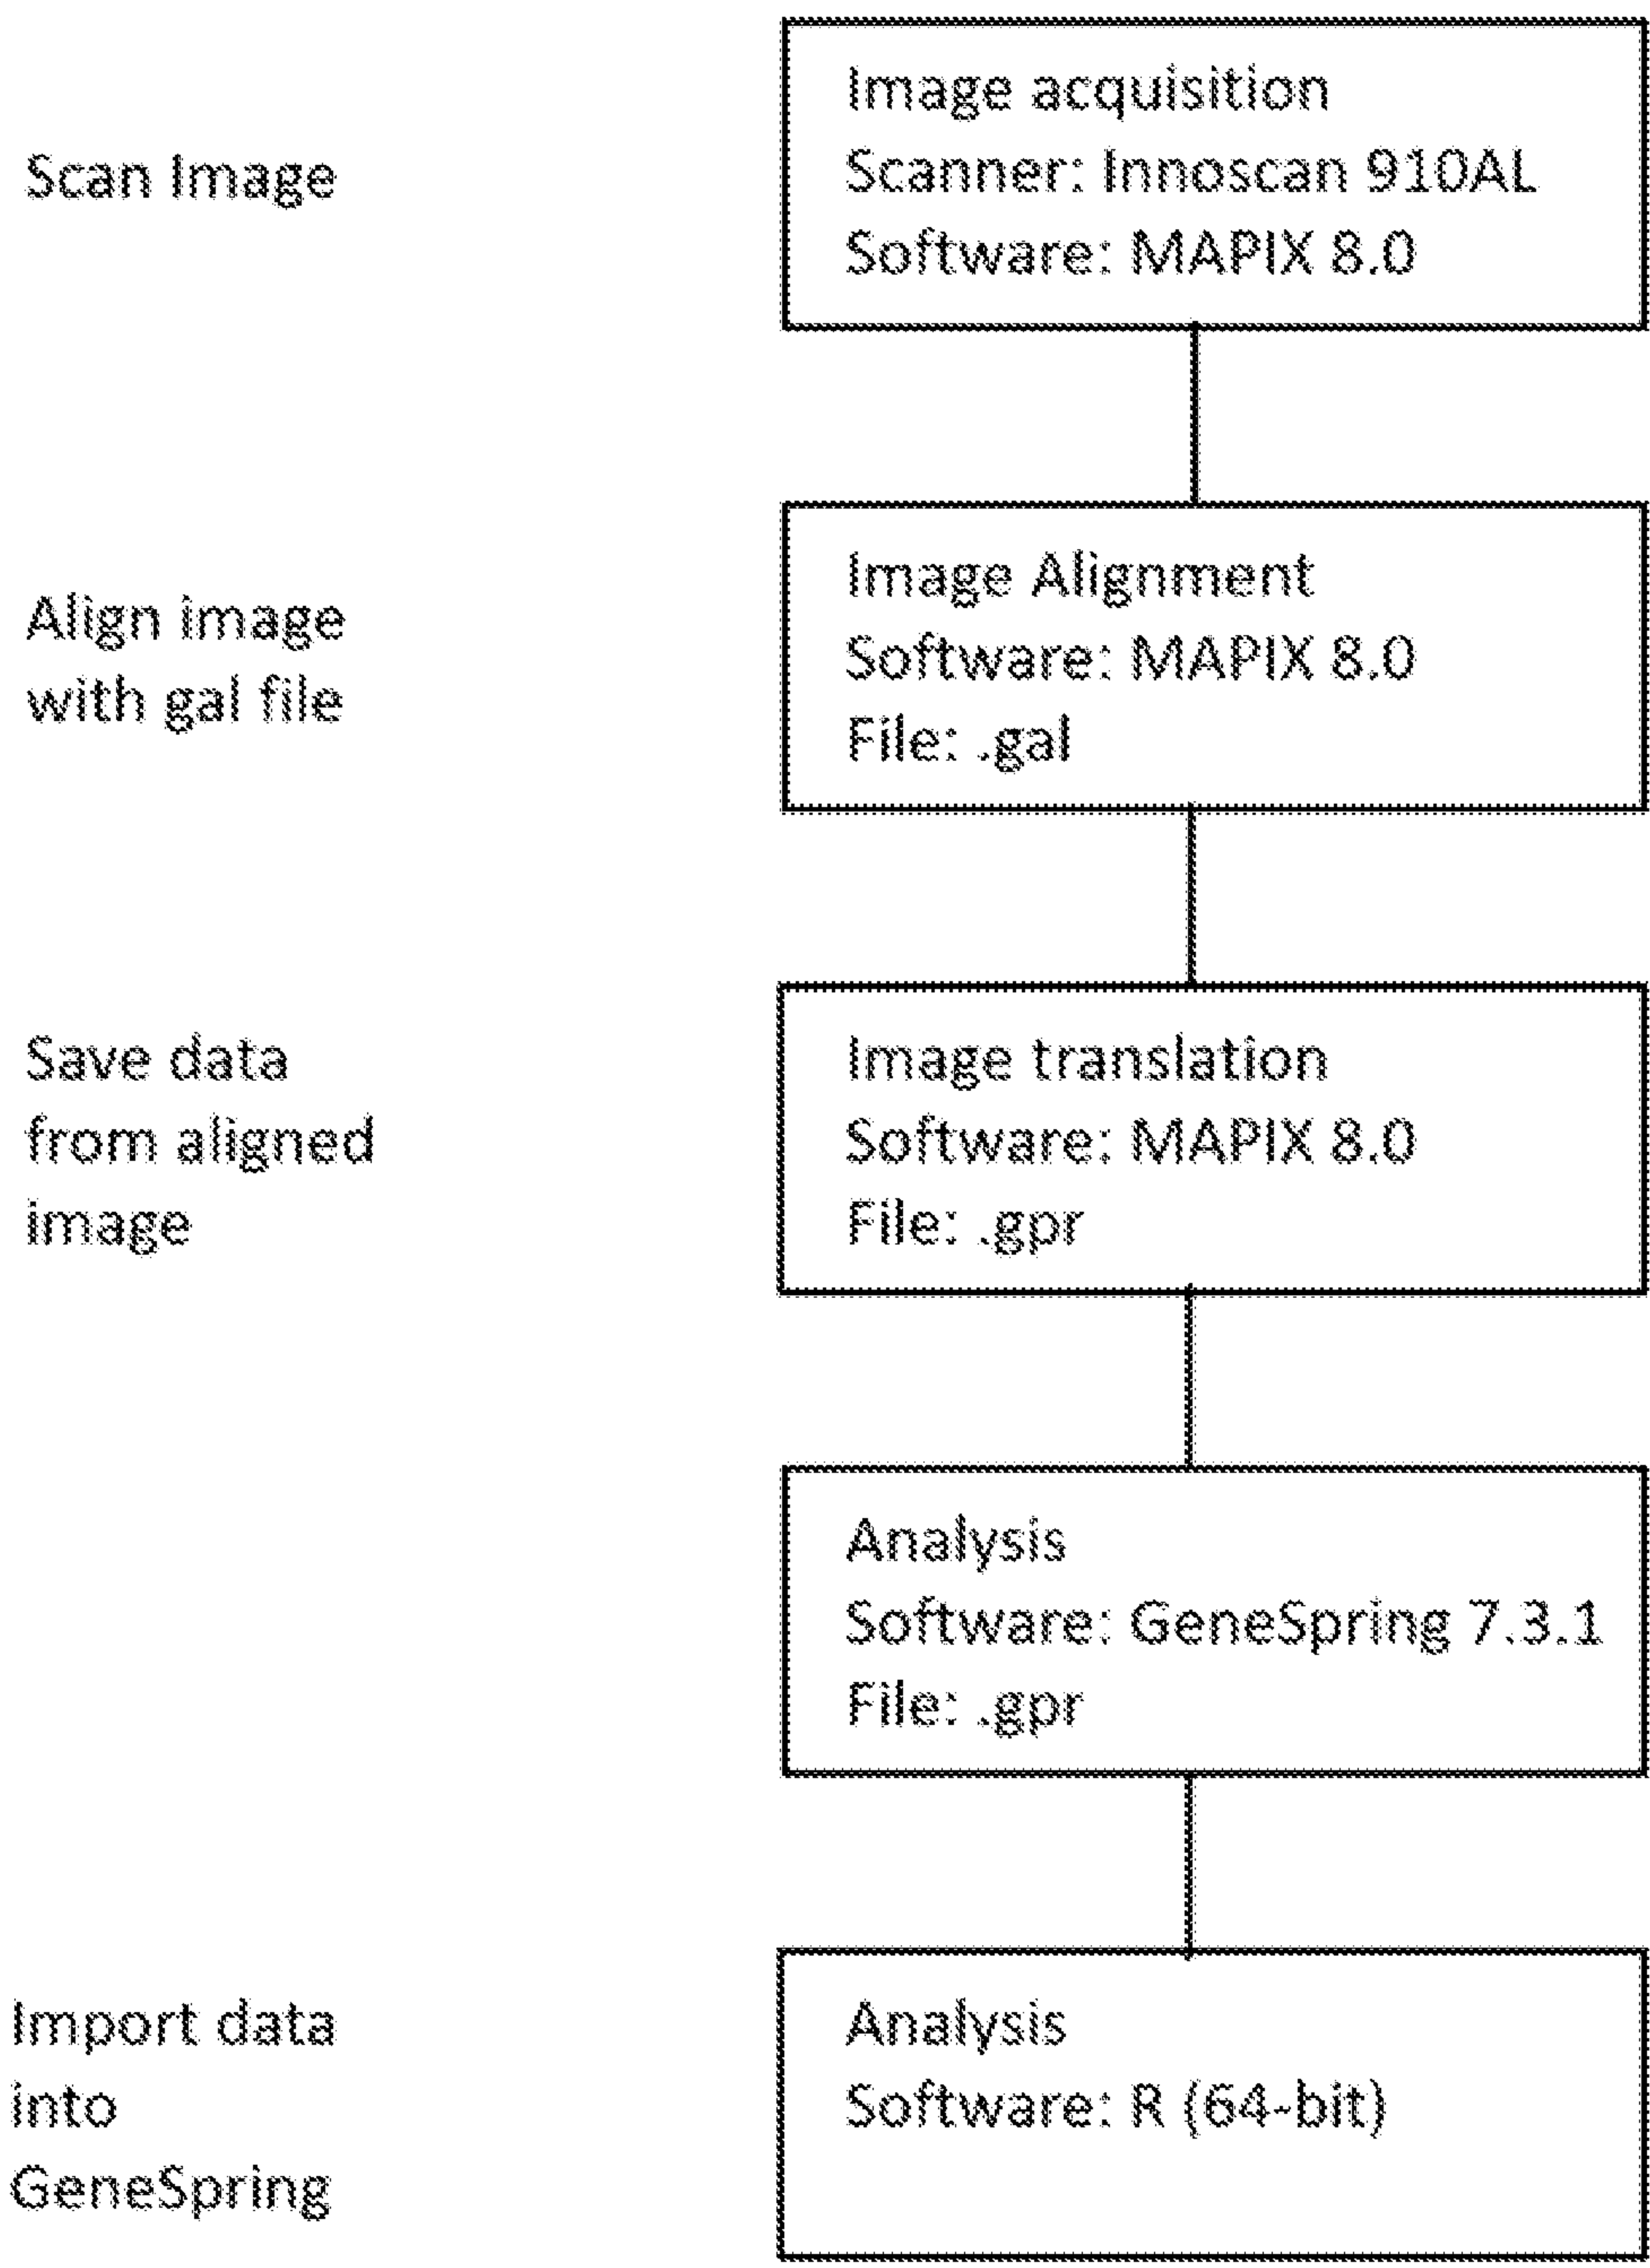 Scan Image
Image acquisition
Scanner: Innoscan 910AL
Software: MAPIX 8.0
Align image
with gal file
Image Alignment
Software: MAPIX 8.0
File: .gal
Save data
from aligned
image
Image translation
Software: MAPIX 8.0
File: .gpr
Analysis
Software: GeneSpring 7.3.1
File: .gpr
Import data
into
GeneSpring
Analysis
Software: R (64-bit)